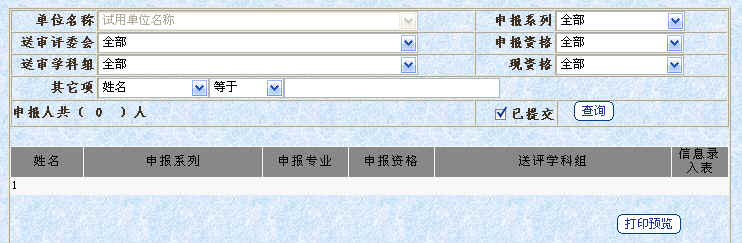 单位名称 试用单位名称 申报系列 全部
送审评委会 全部 申报资格 全部
送审学科组 全部 现资格 全部
其它项 姓名 等于
申报人共（ 0 ）人 已提交 查询
姓名 申报系列 申报专业 申报资格 送评学科组 信息录入表
1
打印预览